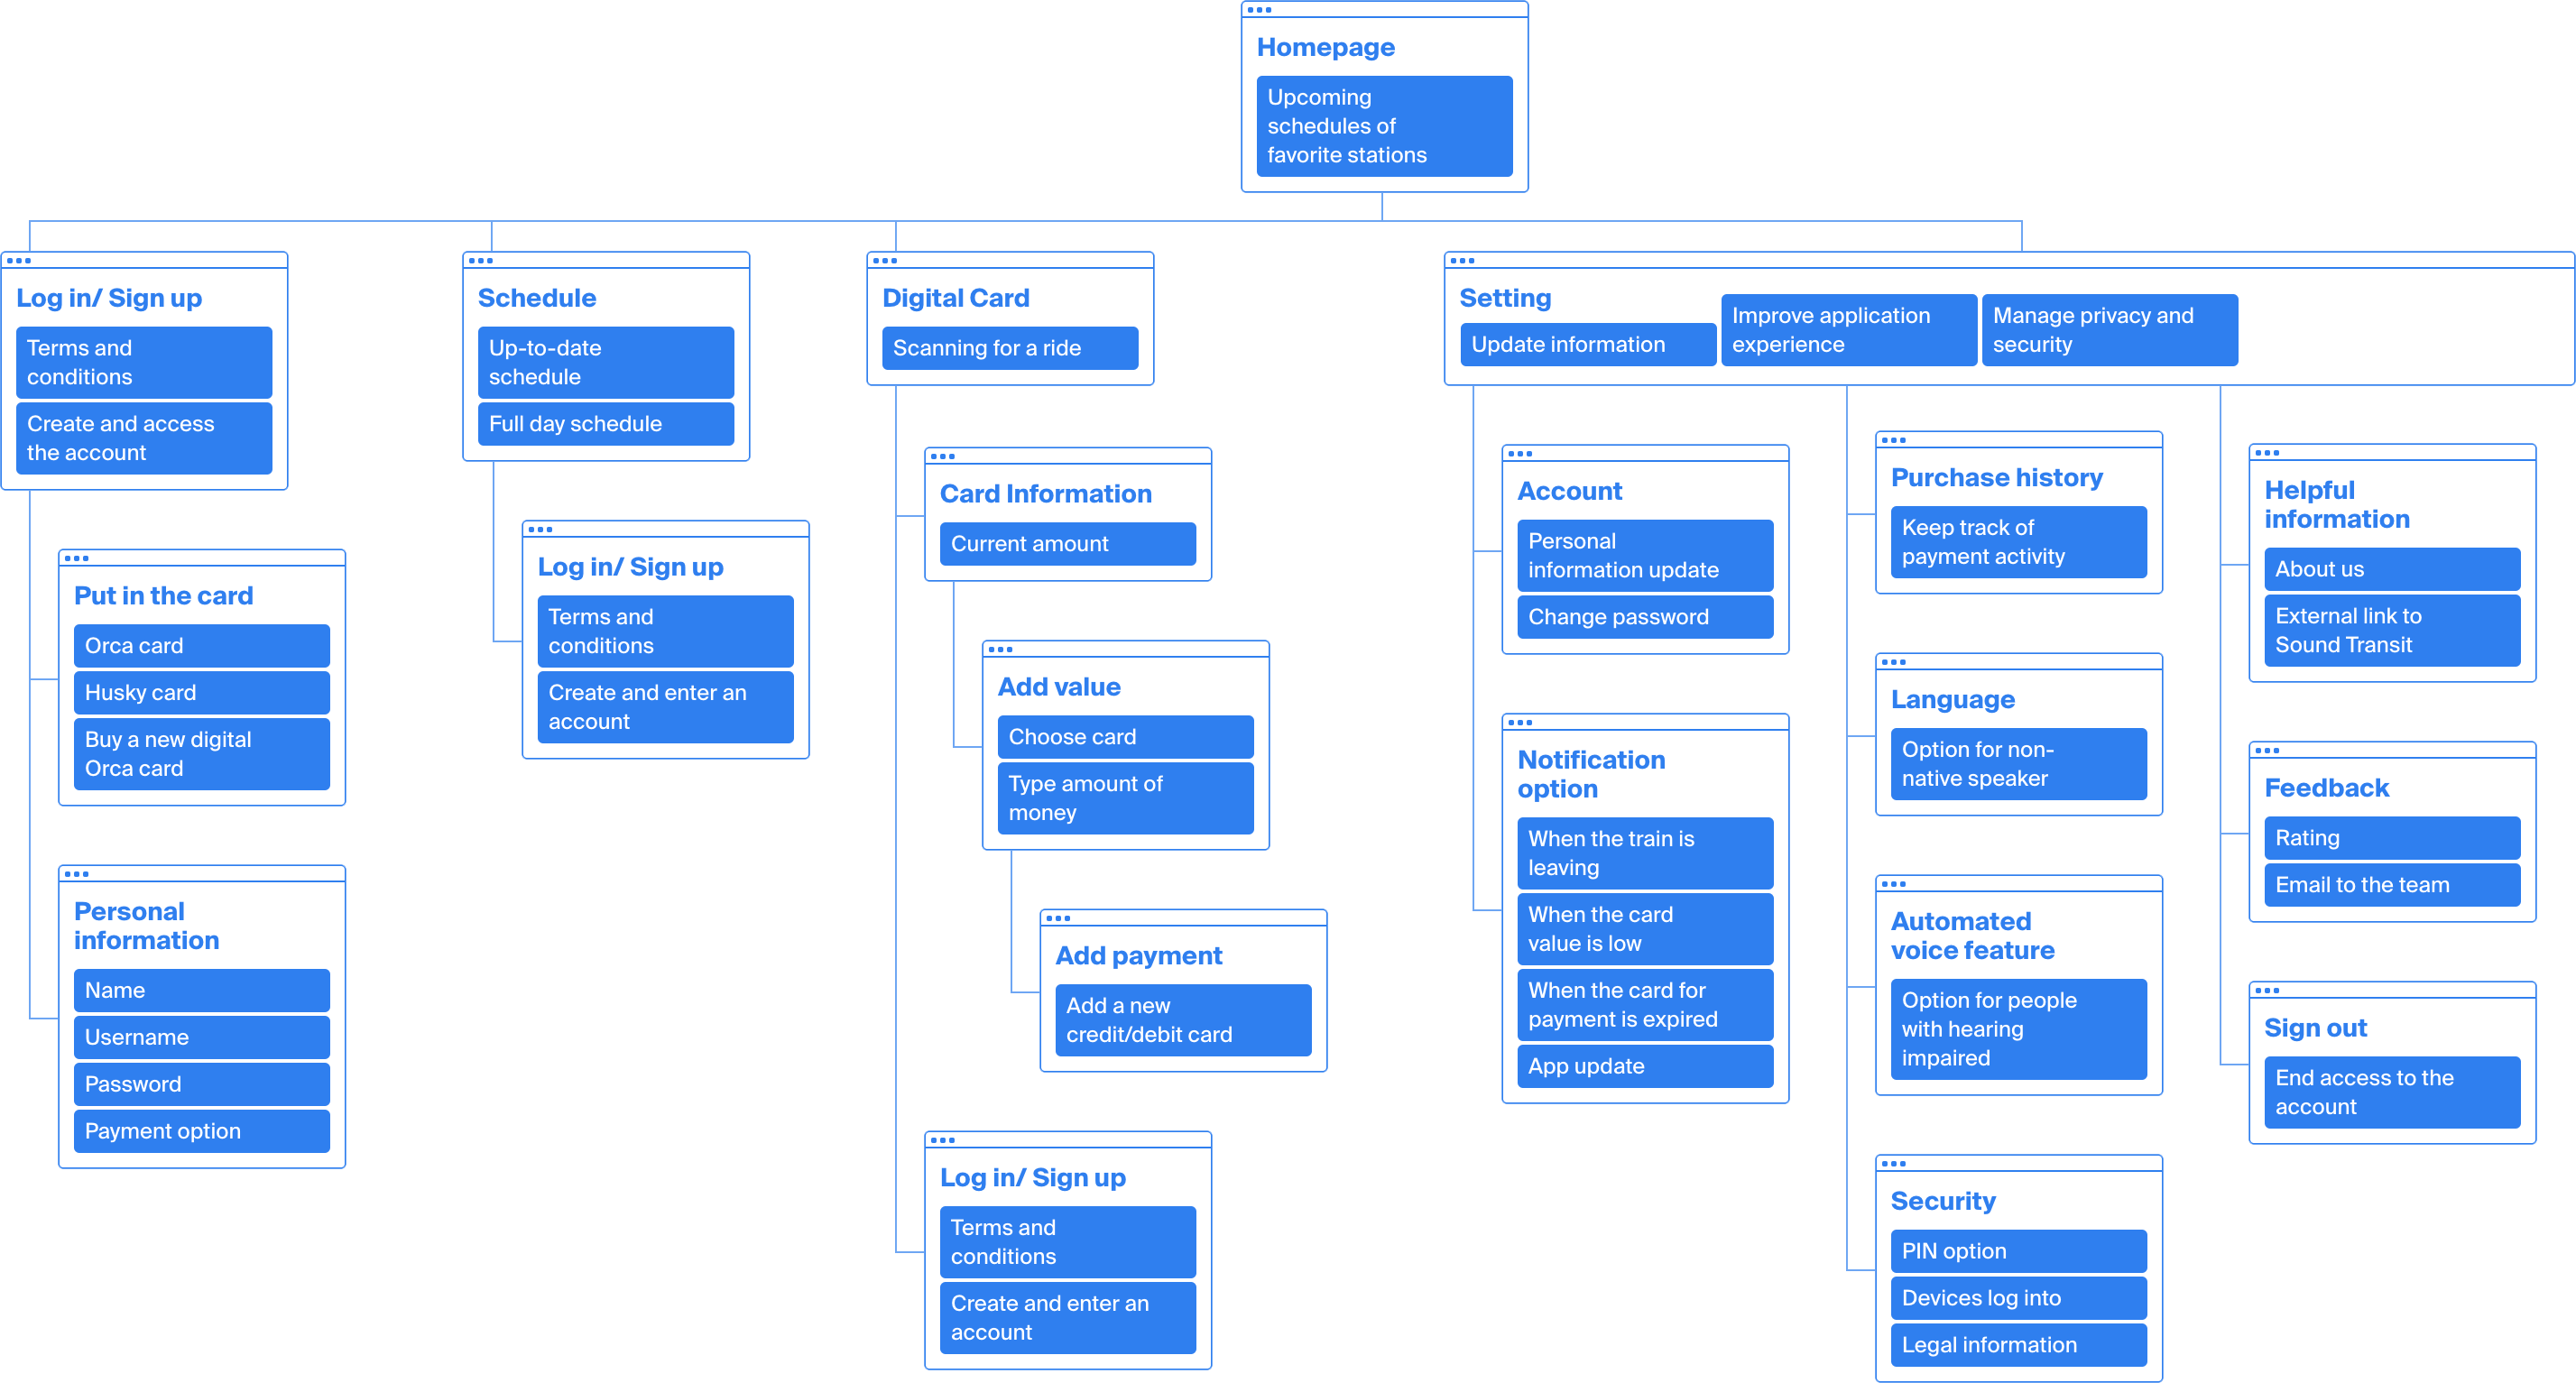 Homepage
Upcoming
schedules of
favorite stations
Log in/ Sign up
Terms and
conditions
Create and access
the account
Put in the card
Orca card
Husky card
Buy a new digital
Orca card
Personal
information
Name
Username
Password
Payment option
Schedule
Up-to-date
schedule
Full day schedule
Log in/ Sign up
Terms and
conditions
Create and enter an
account
Digital Card
Scanning for a ride
Card Information
Current amount
Add value
Choose card
Type amount of
money
Add payment
Add a new
credit/debit card
Log in/ Sign up
Terms and
conditions
Create and enter an
account
Setting
Update information
Improve application
experience
Manage privacy and
security
Account
Personal
information update
Change password
Notification
option
When the train is
leaving
When the card
value is low
When the card for
payment is expired
App update
Purchase history
Keep track of
payment activity
Language
Option for non-
native speaker
Automated
voice feature
Option for people
with hearing
impaired
Security
PIN option
Devices log into
Legal information
Helpful
information
About us
External link to
Sound Transit
Feedback
Rating
Email to the team
Sign out
End access to the
account